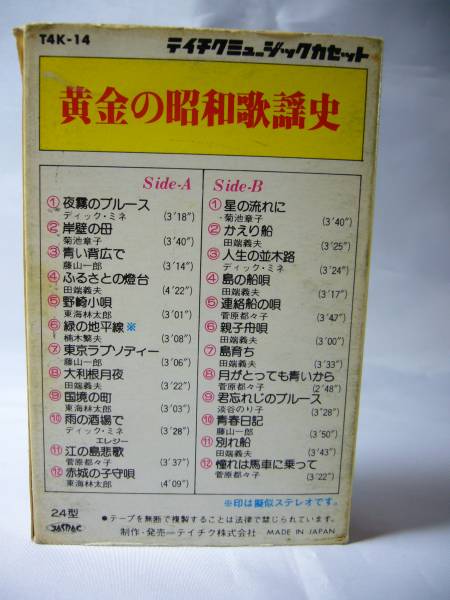 T4K-14
テイチクミュージックカセット
黄金の昭和歌謡史
Side-A
①夜霧のブルース
ディック・ミネ (3′18″)
②岸壁の母
菊池章子 (3′40″)
③青い背広で
藤山一郎 (3′14″)
④ふるさとの燈台
田端義夫 (4′22″)
⑤野崎小唄
東海林太郎 (3′01″)
⑥緑の地平線※
楠木繁夫 (3′08″)
⑦東京ラプソディー
藤山一郎 (3′06″)
⑧大利根月夜
田端義夫 (3′22″)
⑨国境の町
東海林太郎 (3′03″)
⑩雨の酒場で
ディック・ミネ (3′28″)
エレジー
⑪江の島悲歌
菅原都々子 (3′37″)
⑫赤城の子守唄
東海林太郎 (4′09″)
Side-B
①星の流れに
菊池章子 (3′40″)
②かえり船
田端義夫 (3′25″)
③人生の並木路
ディック・ミネ (3′24″)
④島の船唄
田端義夫 (3′17″)
⑤連絡船の唄
菅原都々子 (3′47″)
⑥親子舟唄
田端義夫 (3′00″)
⑦島育ち
田端義夫 (3′33″)
⑧月がとっても青いから
菅原都々子 (2′48″)
⑨君忘れじのブルース
淡谷のり子 (3′28″)
⑩青春日記
藤山一郎 (3′50″)
⑪別れ船
田端義夫 (3′43″)
⑫憧れは馬車に乗って
菅原都々子 (3′22″)
※印は擬似ステレオです。
24型
JASRAC
●テープを無断で複製することは法律で禁じられています。
制作・発売=テイチク株式会社 MADE IN JAPAN